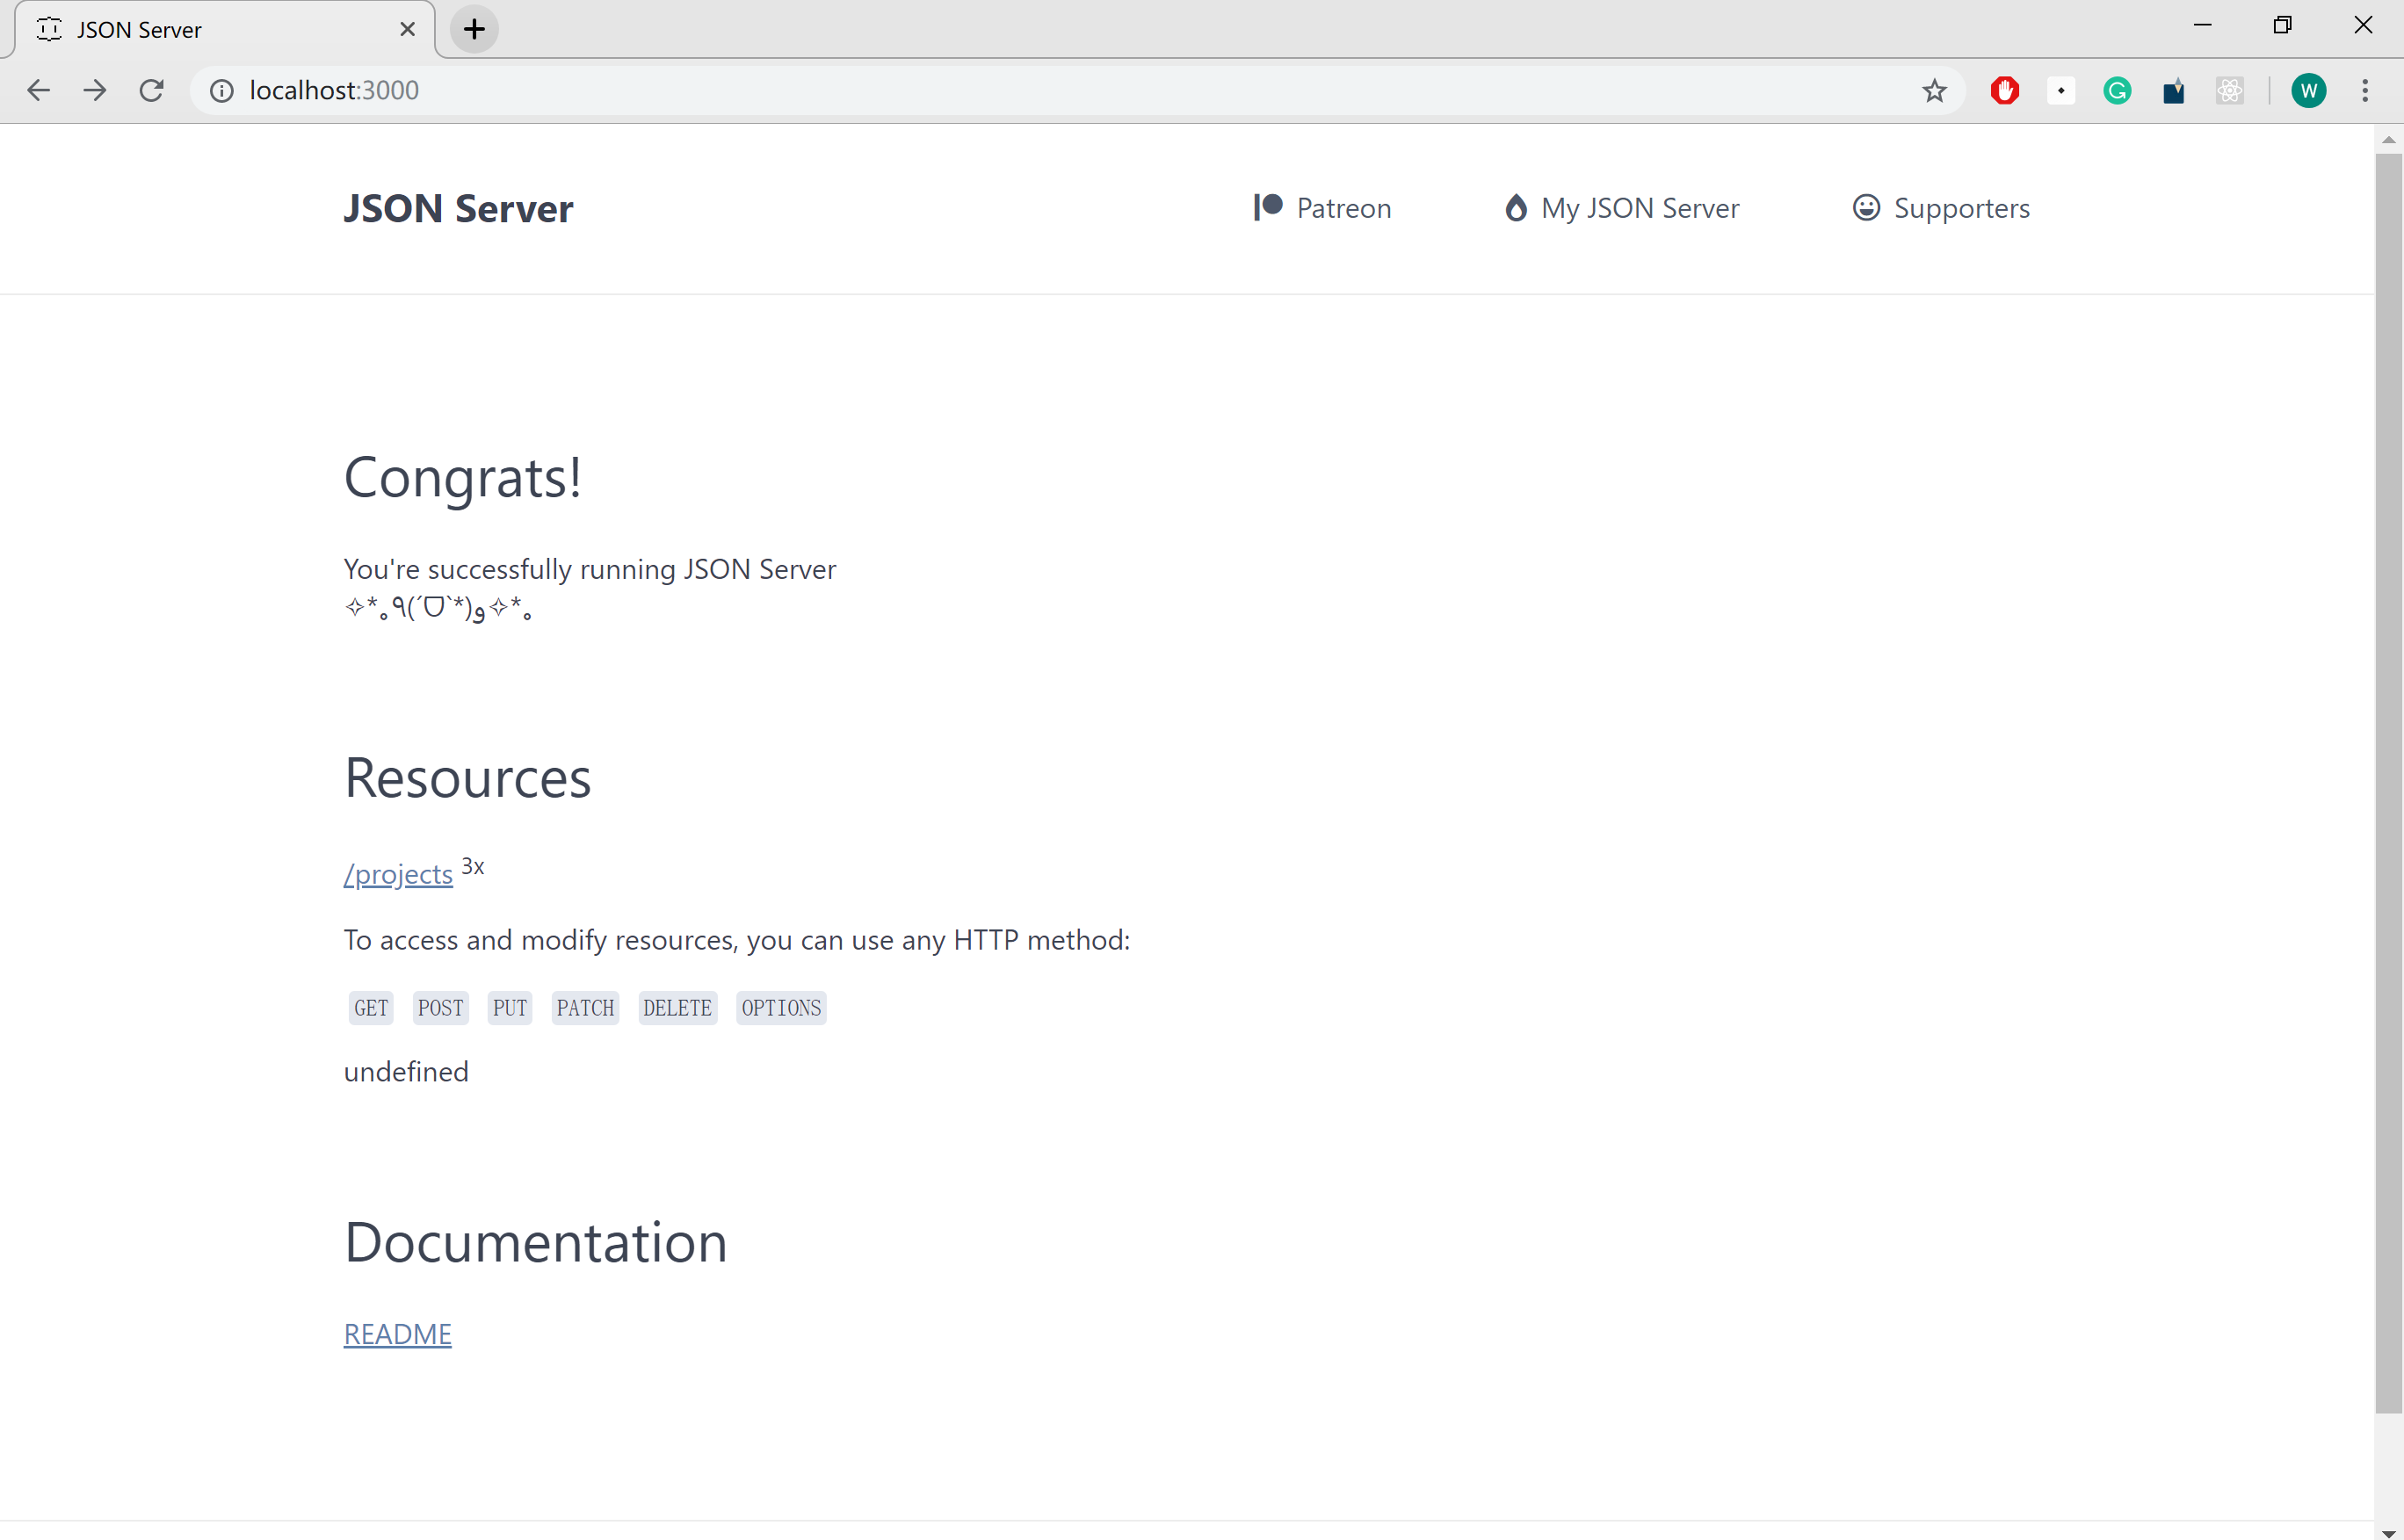 JSON Server
localhost:3000
W
JSON Server
Patreon
My JSON Server
Supporters
Congrats!
You're successfully running JSON Server
✧*｡٩(ˊᗜˋ*)و✧*｡
Resources
/projects 3x
To access and modify resources, you can use any HTTP method:
GET POST PUT PATCH DELETE OPTIONS
undefined
Documentation
README